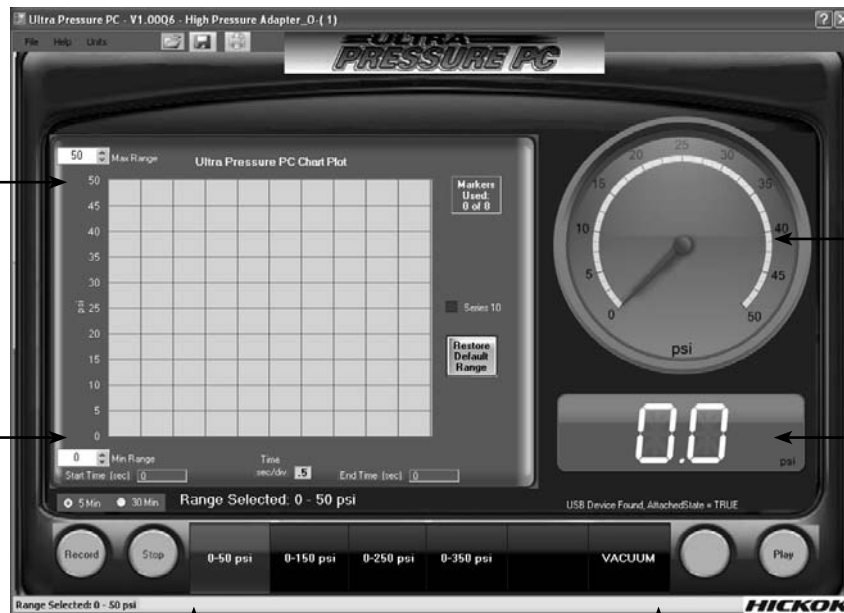 Ultra Pressure PC - V1.00Q6 - High Pressure Adapter_0-( 1)
File Help Units
ULTRA
PRESSURE PC
50 Max Range
Ultra Pressure PC Chart Plot
Markers
Used:
0 of 8
50
45
40
35
30
25
20
15
10
5
0
psi
Series 10
Restore
Default
Range
0 Min Range
Time
sec/div .5
Start Time (sec) 0
End Time (sec) 0
0
5
10
15
20
25
30
35
40
45
50
psi
0.0
psi
5 Min 30 Min
Range Selected: 0 - 50 psi
USB Device Found, AttachedState = TRUE
Record
Stop
0-50 psi
0-150 psi
0-250 psi
0-350 psi
VACUUM
Play
Range Selected: 0 - 50 psi
HICKOK